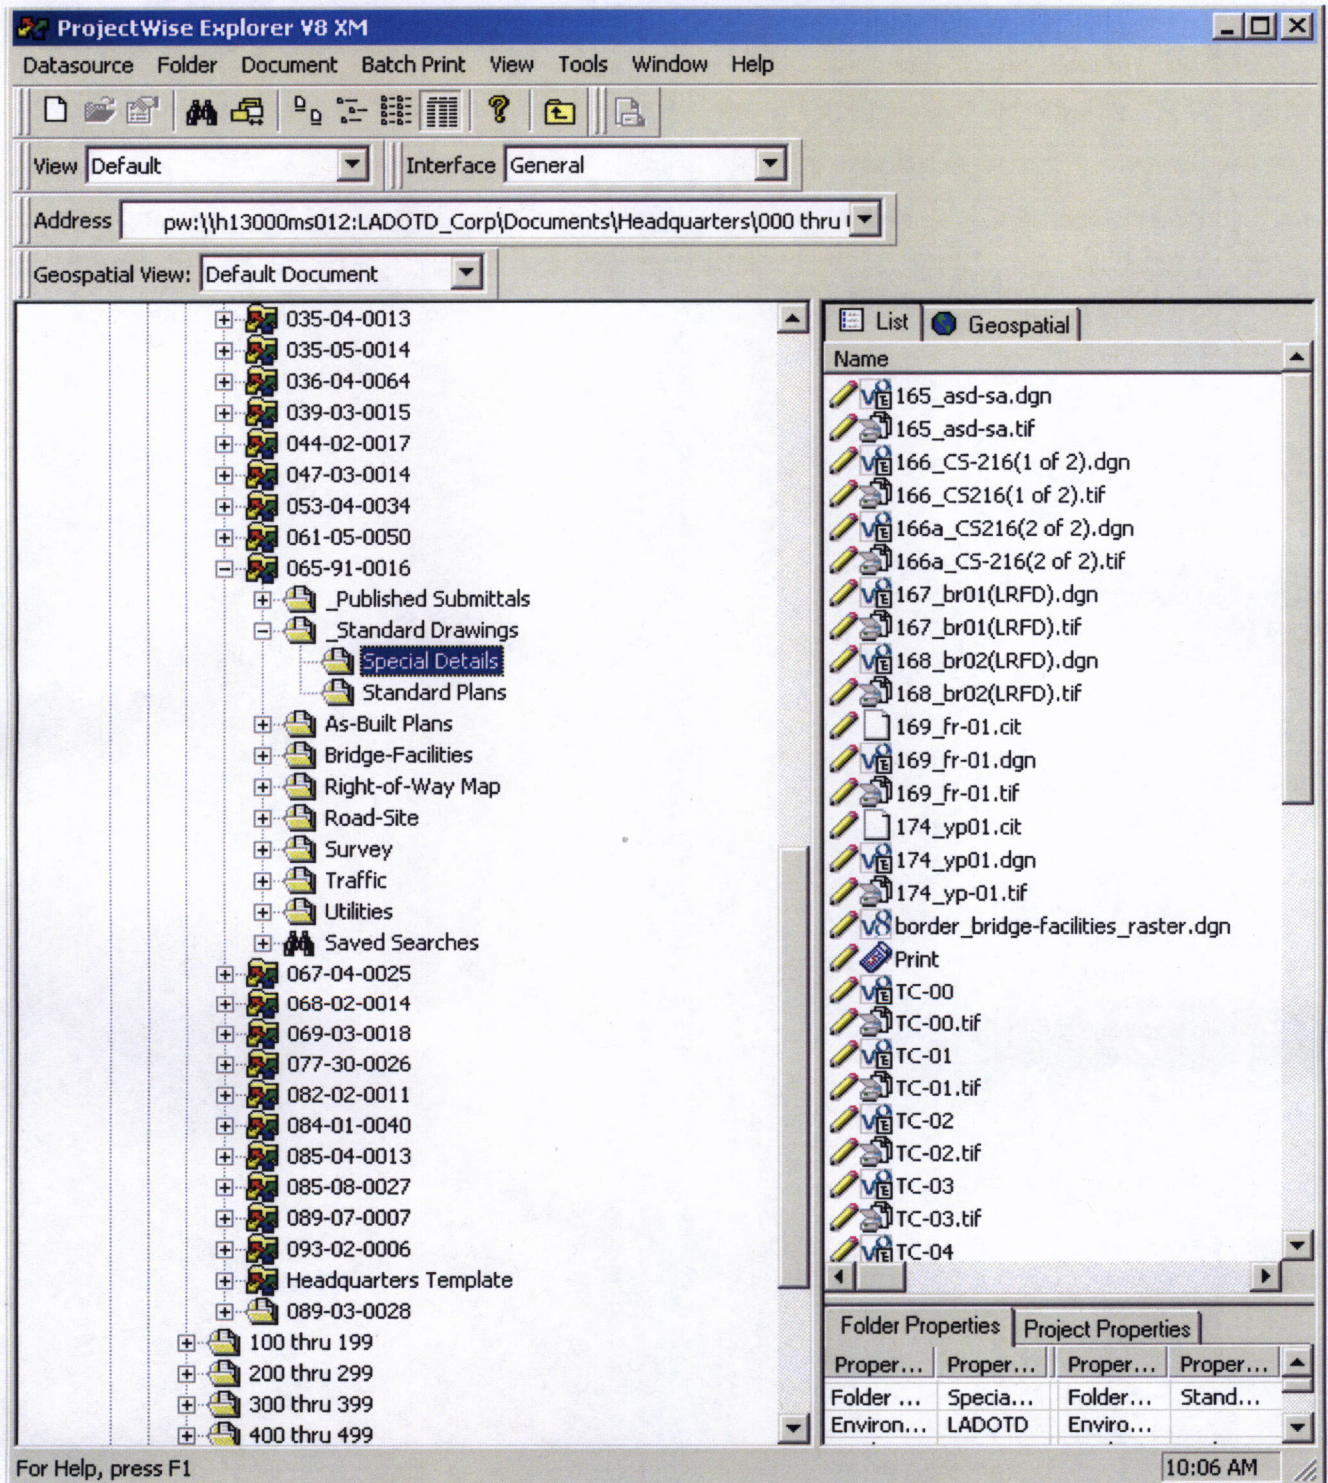 ProjectWise Explorer V8 XM
Datasource Folder Document Batch Print View Tools Window Help
View Default Interface General
Address pw:\\h13000ms012:LADOTD_Corp\Documents\Headquarters\000 thru
Geospatial View: Default Document
035-04-0013
035-05-0014
036-04-0064
039-03-0015
044-02-0017
047-03-0014
053-04-0034
061-05-0050
065-91-0016
_Published Submittals
_Standard Drawings
Special Details
Standard Plans
As-Built Plans
Bridge-Facilities
Right-of-Way Map
Road-Site
Survey
Traffic
Utilities
Saved Searches
067-04-0025
068-02-0014
069-03-0018
077-30-0026
082-02-0011
084-01-0040
085-04-0013
085-08-0027
089-07-0007
093-02-0006
Headquarters Template
089-03-0028
100 thru 199
200 thru 299
300 thru 399
400 thru 499
List Geospatial
Name
165_asd-sa.dgn
165_asd-sa.tif
166_CS-216(1 of 2).dgn
166_CS216(1 of 2).tif
166a_CS216(2 of 2).dgn
166a_CS-216(2 of 2).tif
167_br01(LRFD).dgn
167_br01(LRFD).tif
168_br02(LRFD).dgn
168_br02(LRFD).tif
169_fr-01.cit
169_fr-01.dgn
169_fr-01.tif
174_yp01.cit
174_yp01.dgn
174_yp-01.tif
border_bridge-facilities_raster.dgn
Print
TC-00
TC-00.tif
TC-01
TC-01.tif
TC-02
TC-02.tif
TC-03
TC-03.tif
TC-04
Folder Properties Project Properties
Proper... Proper... Proper... Proper...
Folder ... Specia... Folder... Stand...
Environ... LADOTD Enviro...
For Help, press F1 10:06 AM